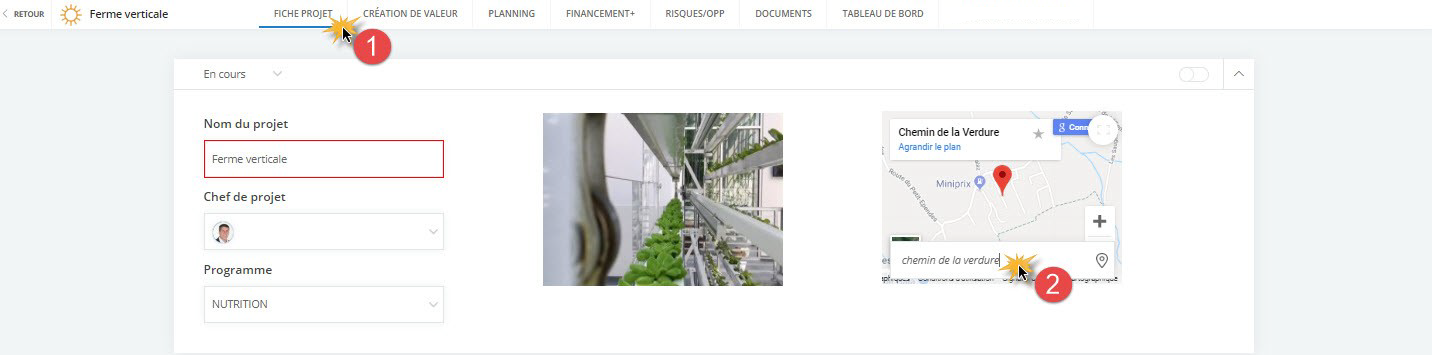 RETOUR
Ferme verticale
FICHE PROJET
CRÉATION DE VALEUR
PLANNING
FINANCEMENT+
RISQUES/OPP
DOCUMENTS
TABLEAU DE BORD
1
En cours
Nom du projet
Ferme verticale
Chef de projet
Programme
NUTRITION
Chemin de la Verdure
Agrandir le plan
g Conn
Route du Petit Ependes
Miniprix
+
chemin de la verdure
2